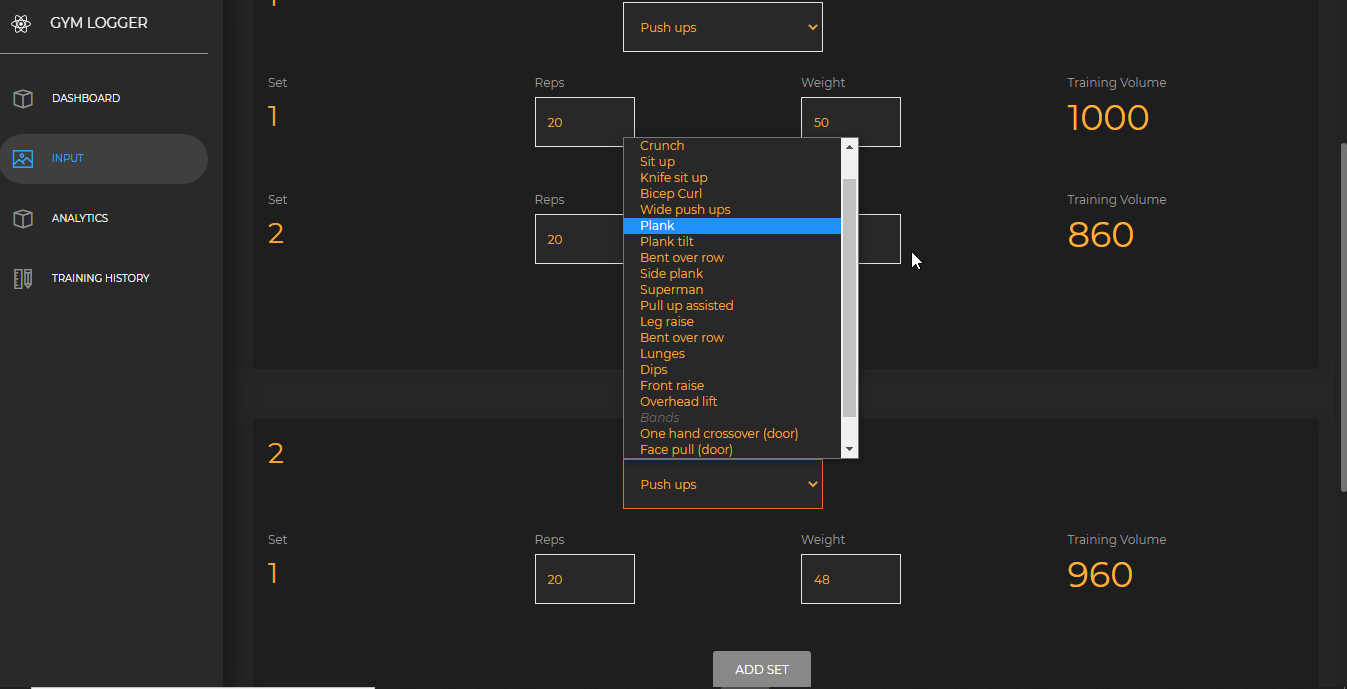 GYM LOGGER
DASHBOARD
INPUT
ANALYTICS
TRAINING HISTORY
Push ups
Set
Reps
Weight
Training Volume
1
20
50
1000
Set
Reps
Training Volume
2
20
860
Crunch
Sit up
Knife sit up
Bicep Curl
Wide push ups
Plank
Plank tilt
Bent over row
Side plank
Superman
Pull up assisted
Leg raise
Bent over row
Lunges
Dips
Front raise
Overhead lift
Bands
One hand crossover (door)
Face pull (door)
2
Push ups
Set
Reps
Weight
Training Volume
1
20
48
960
ADD SET